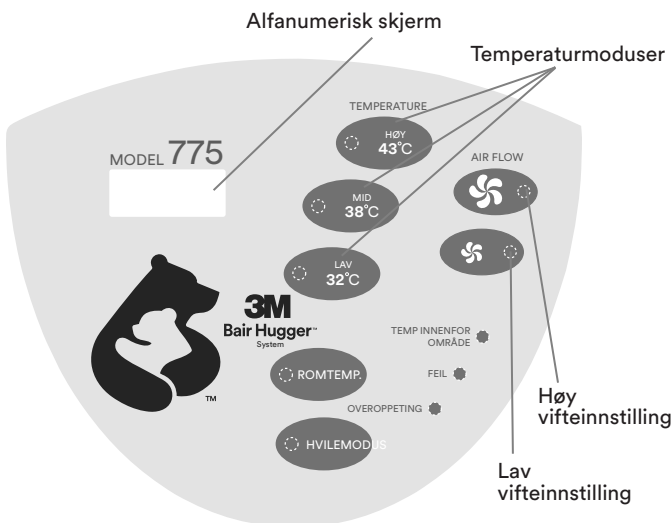 Alfanumerisk skjerm
Temperaturmoduser
TEMPERATURE
HØY
43°C
AIR FLOW
MODEL 775
MID
38°C
LAV
32°C
3M
Bair Hugger™
System
TEMP INNENFOR
OMRÅDE
ROMTEMP.
FEIL
TM
OVEROPPETING
HVILEMODUS
Høy
vifteinnstilling
Lav
vifteinnstilling